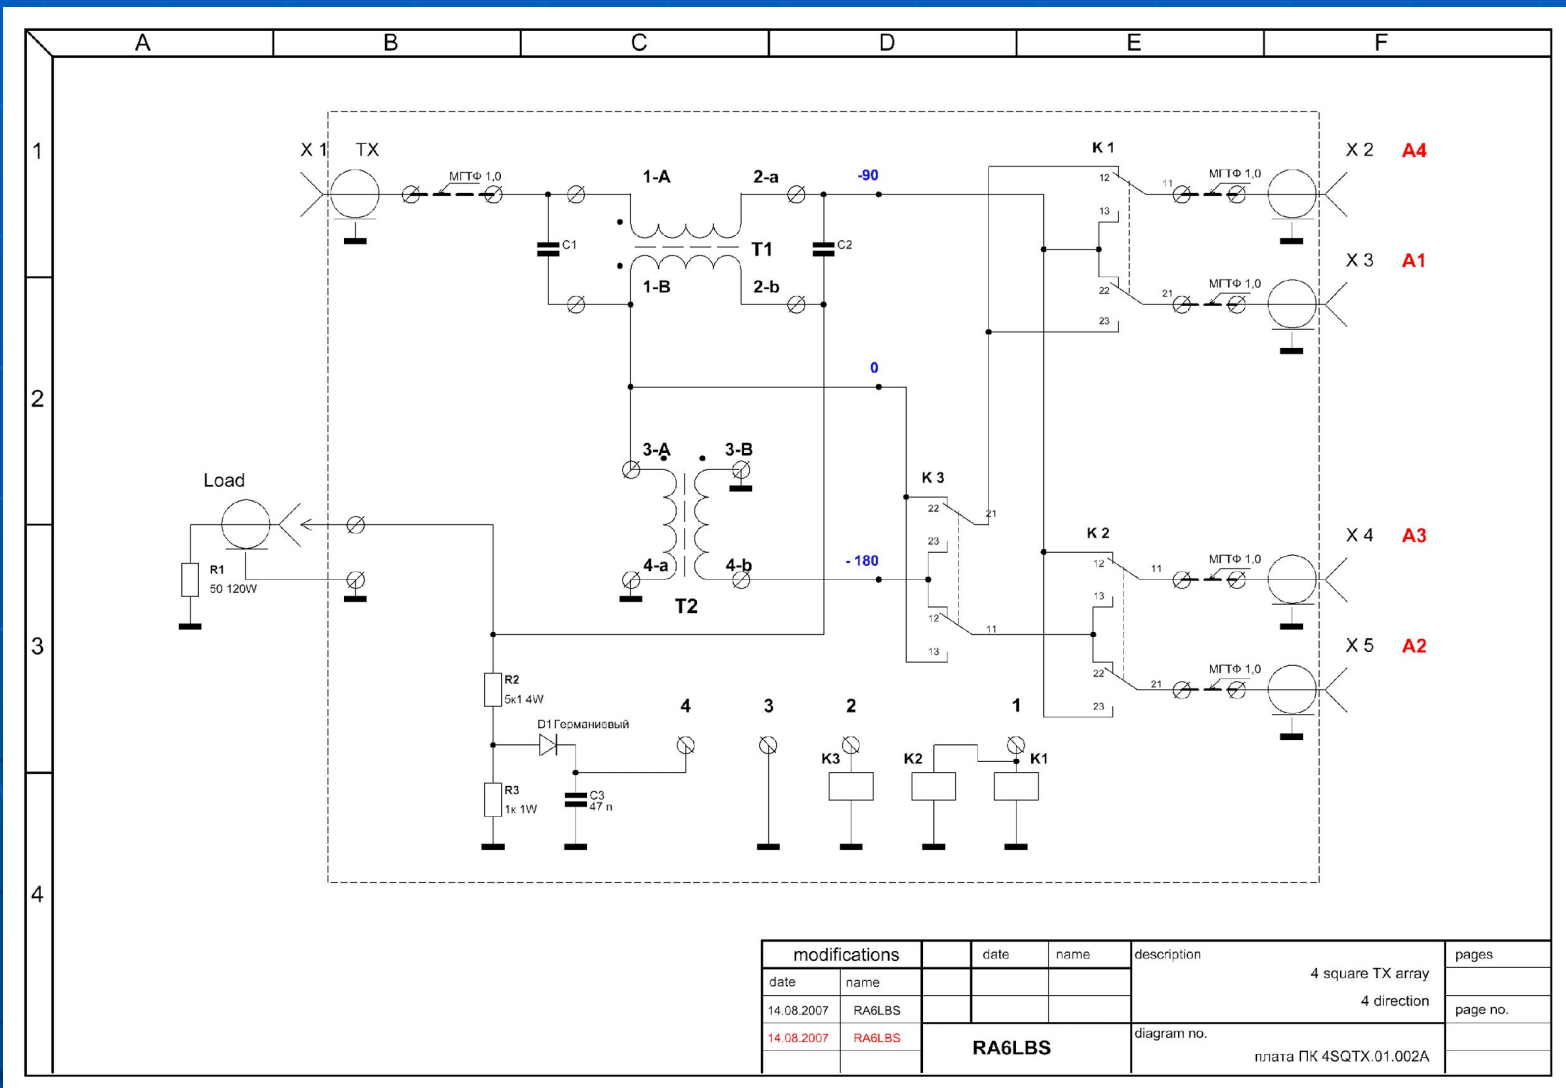 A B C D E F
1
2
3
4
X 1 TX
МГТФ 1,0
1-A 2-a
-90
C1
T1
C2
1-B 2-b
K 1
12
11
13
22
21
23
МГТФ 1,0
X 2 A4
МГТФ 1,0
X 3 A1
0
3-A 3-B
4-a 4-b
T2
- 180
Load
R1
50 120W
K 3
22
21
23
12
11
13
K 2
12
11
13
22
21
23
МГТФ 1,0
X 4 A3
МГТФ 1,0
X 5 A2
R2
5к1 4W
D1 Германиевый
R3
1к 1W
C3
47 n
4 3 2 1
K3 K2 K1
modifications
date name
14.08.2007 RA6LBS
14.08.2007 RA6LBS
date name
RA6LBS
description
4 square TX array
4 direction
diagram no.
плата ПК 4SQTX.01.002A
pages
page no.